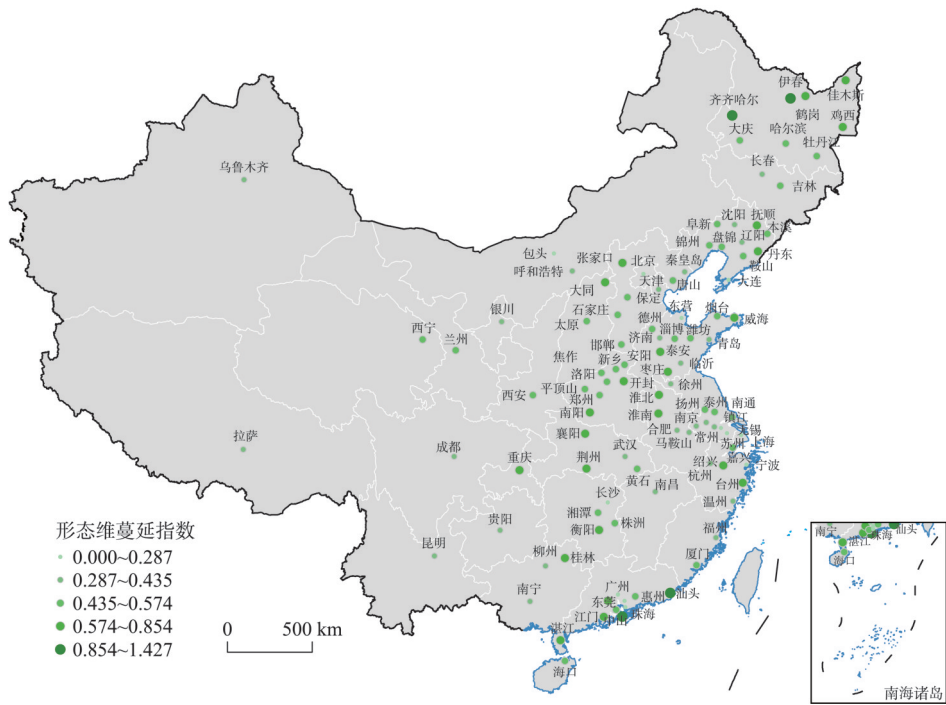 伊春
佳木斯
齐齐哈尔
鹤岗
鸡西
大庆
哈尔滨
牡丹江
长春
吉林
乌鲁木齐
阜新
沈阳
抚顺
本溪
锦州
盘锦
辽阳
丹东
鞍山
大连
包头
呼和浩特
张家口
北京
秦皇岛
天津
唐山
大同
保定
东营
烟台
威海
银川
石家庄
太原
德州
淄博
潍坊
西宁
兰州
邯郸
济南
青岛
焦作
新乡
安阳
泰安
临沂
洛阳
枣庄
西安
平顶山
郑州
开封
淮北
徐州
南阳
淮南
扬州
泰州
南通
南京
镇江
合肥
马鞍山
常州
无锡
苏州
上海
拉萨
成都
襄阳
武汉
重庆
荆州
绍兴
嘉兴
宁波
杭州
黄石
南昌
台州
长沙
温州
湘潭
株洲
衡阳
贵阳
福州
昆明
柳州
桂林
厦门
南宁
广州
东莞
惠州
汕头
江门
中山
珠海
湛江
海口
形态维蔓延指数
0.000~0.287
0.287~0.435
0.435~0.574
0.574~0.854
0.854~1.427
0 500 km
南宁
湛江
珠海
汕头
海口
南海诸岛